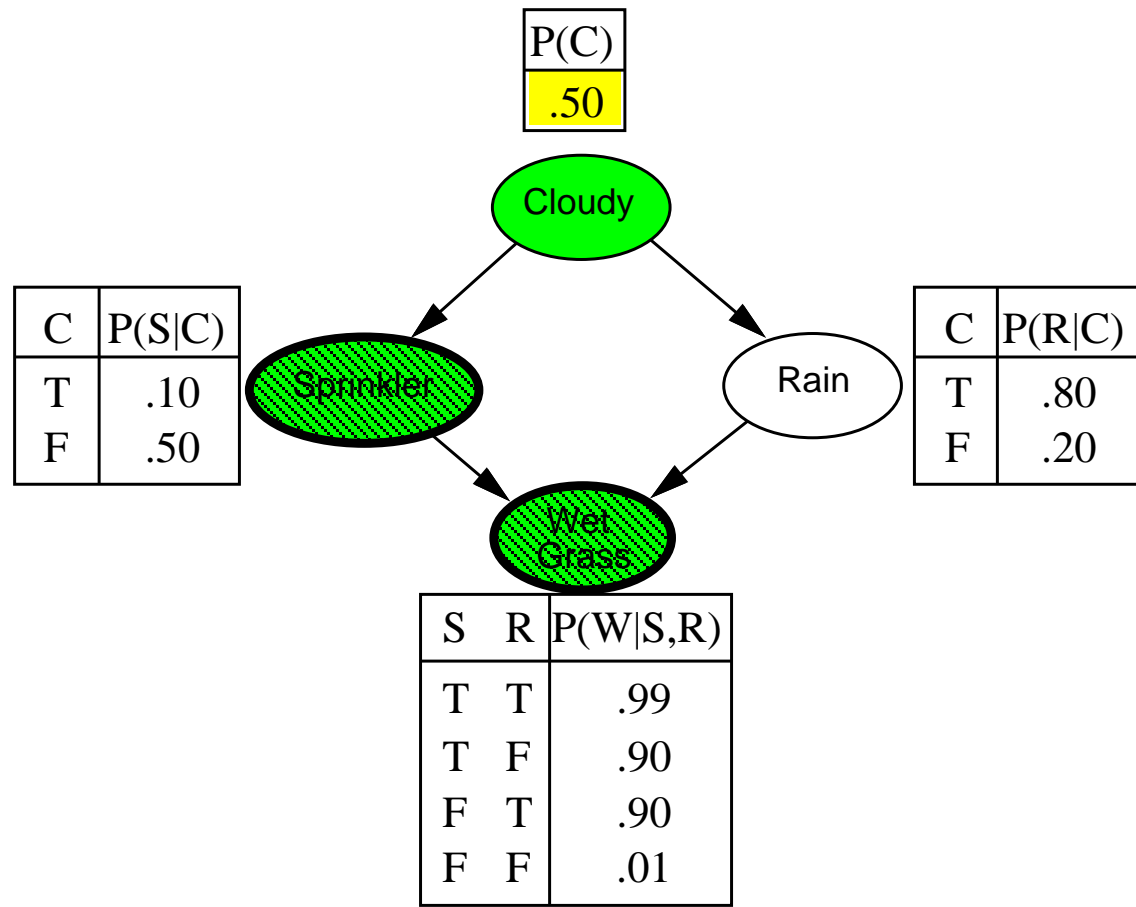 P(C)
.50
Cloudy
C P(S|C)
T .10
F .50
Sprinkler
Rain
C P(R|C)
T .80
F .20
Wet
Grass
S R P(W|S,R)
T T .99
T F .90
F T .90
F F .01